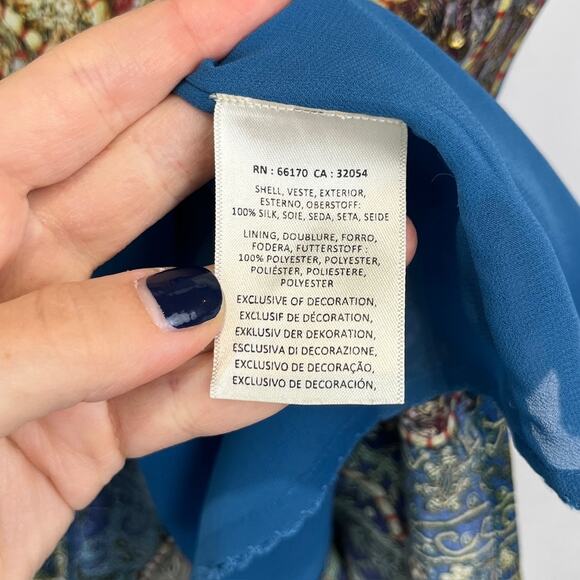 RN : 66170 CA : 32054
SHELL, VESTE, EXTERIOR,
ESTERNO, OBERSTOFF:
100% SILK, SOIE, SEDA, SETA, SEIDE
LINING, DOUBLURE, FORRO,
FODERA, FUTTERSTOFF :
100% POLYESTER, POLYESTER,
POLIÉSTER, POLIESTERE,
POLYESTER
EXCLUSIVE OF DECORATION,
EXCLUSIF DE DÉCORATION,
EXKLUSIV DER DEKORATION,
ESCLUSIVA DI DECORAZIONE,
EXCLUSIVO DE DECORAÇÃO,
EXCLUSIVO DE DECORACIÓN,